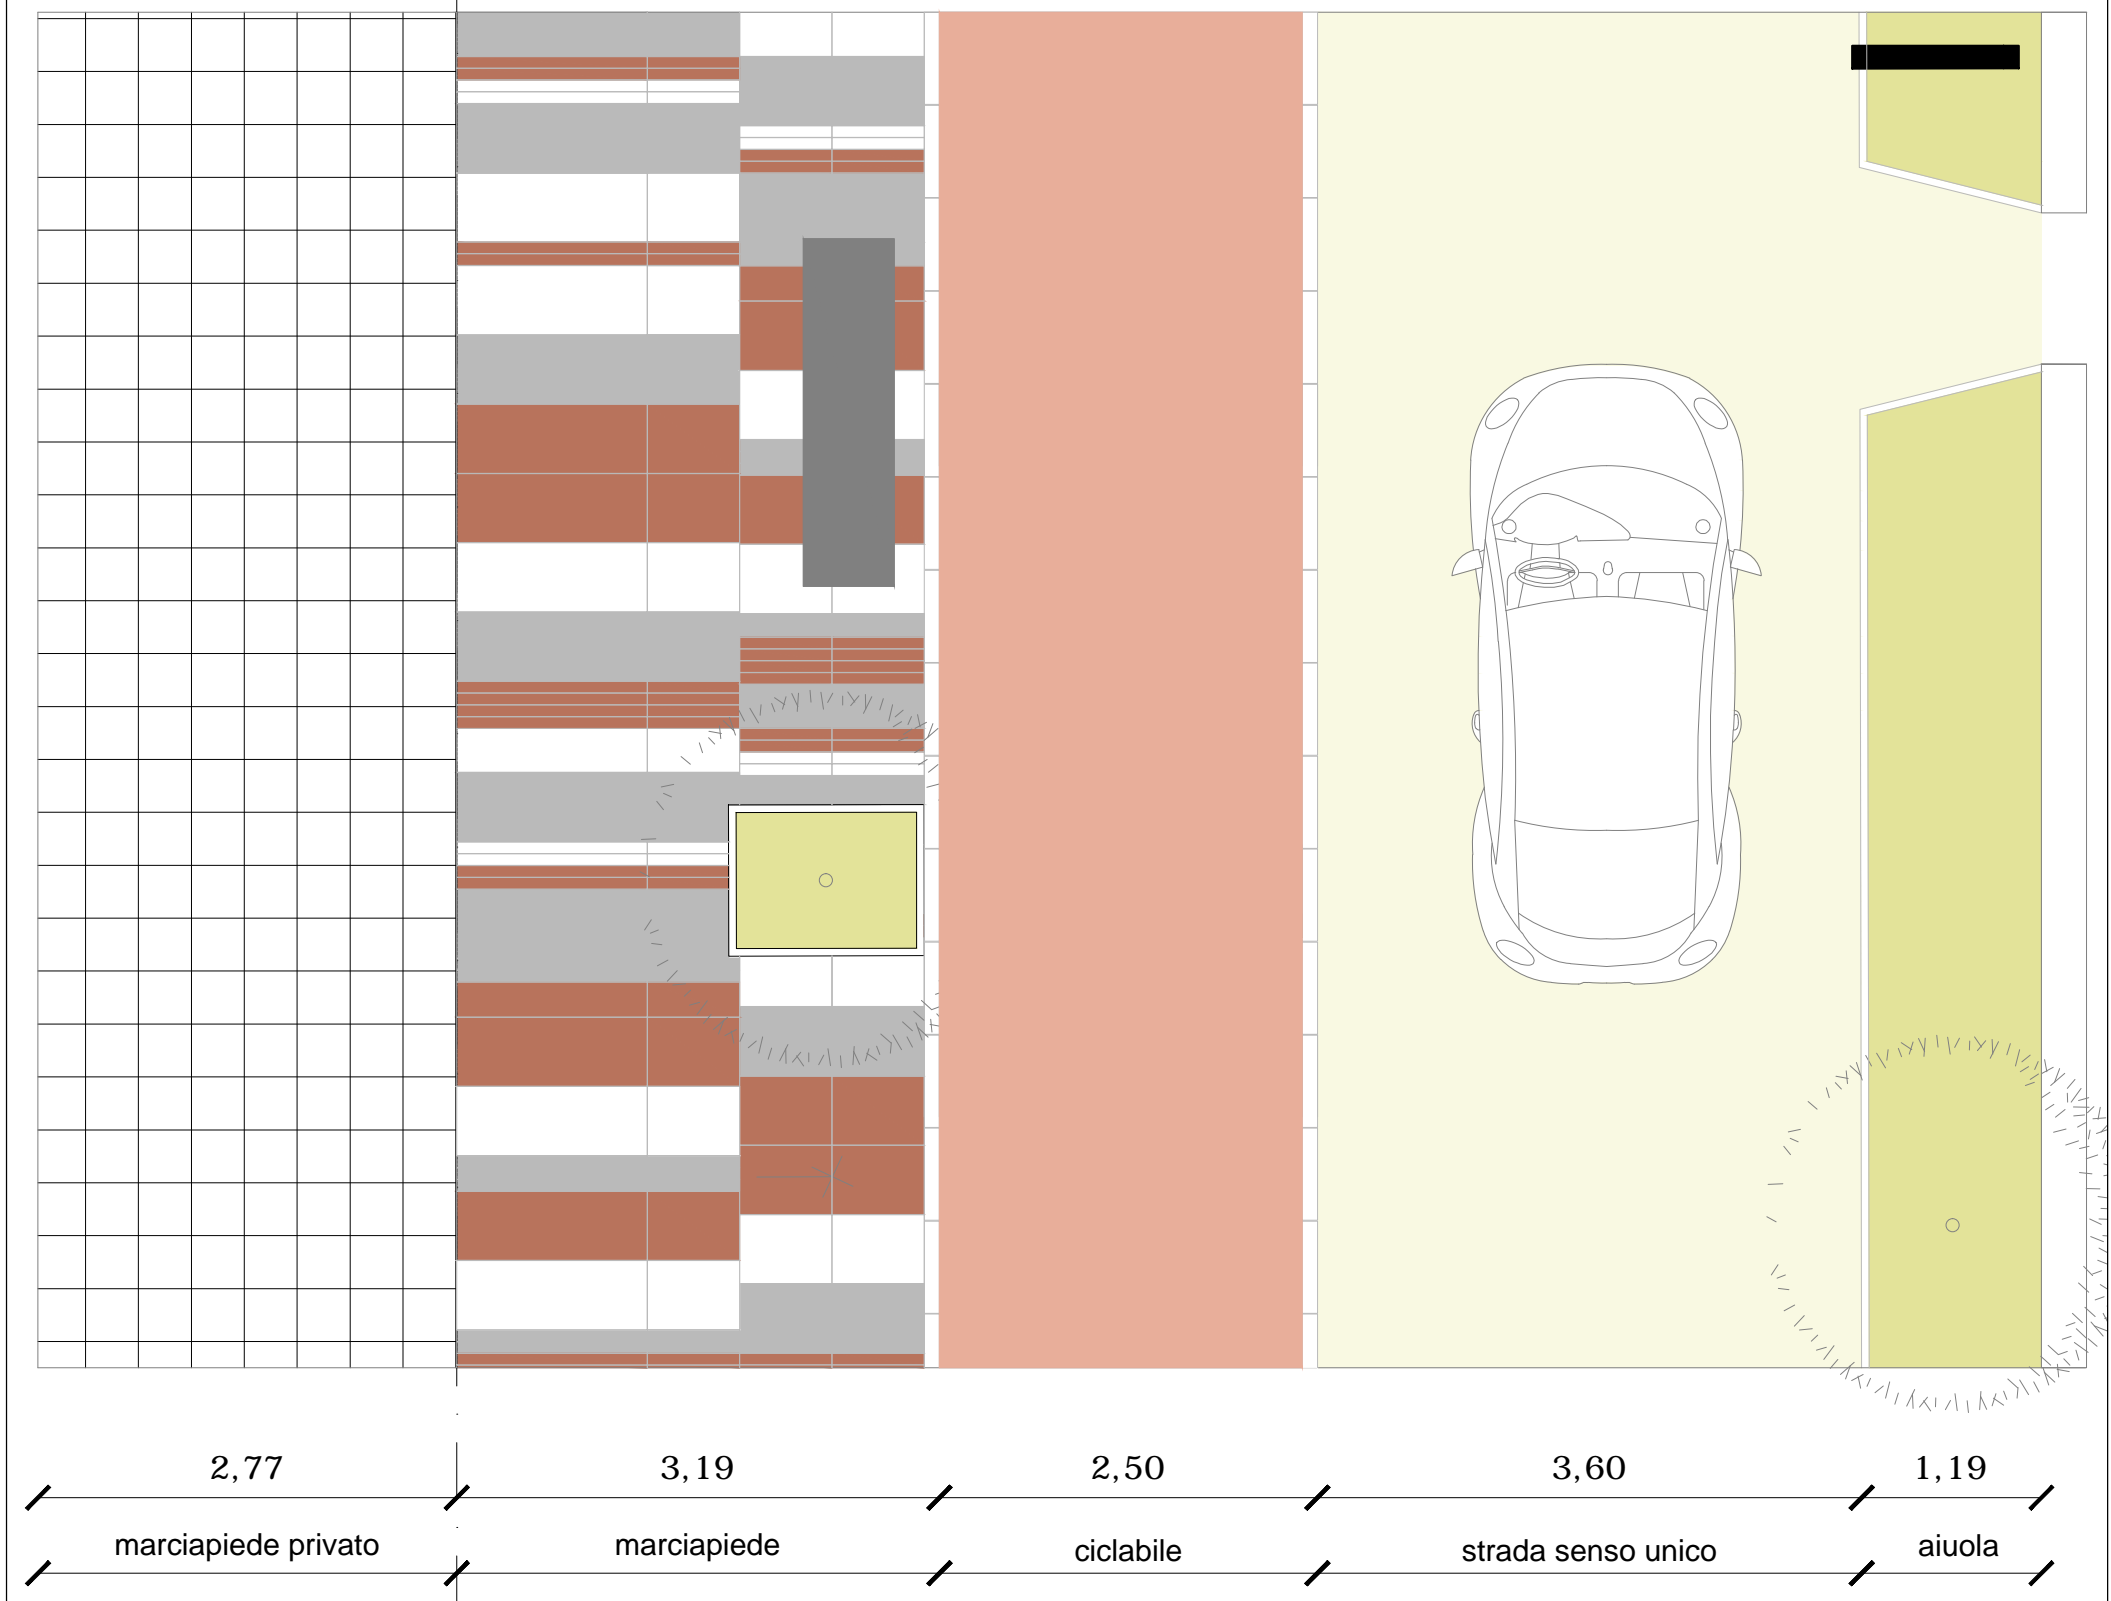 2,77 3,19 2,50 3,60 1,19
marciapiede privato marciapiede ciclabile strada senso unico aiuola